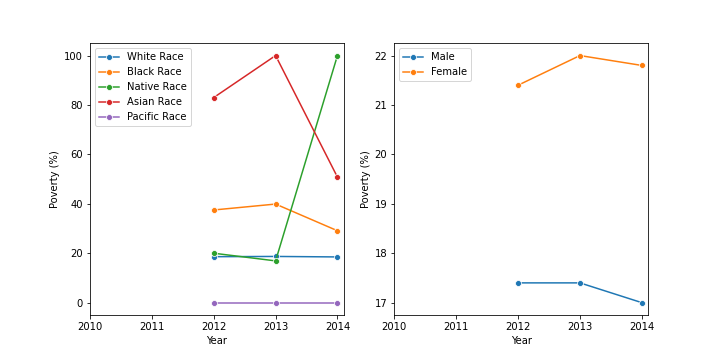 100
80
60
40
20
0
Poverty (%)
White Race
Black Race
Native Race
Asian Race
Pacific Race
2010 2011 2012 2013 2014
Year
22
21
20
19
18
17
Poverty (%)
Male
Female
2010 2011 2012 2013 2014
Year